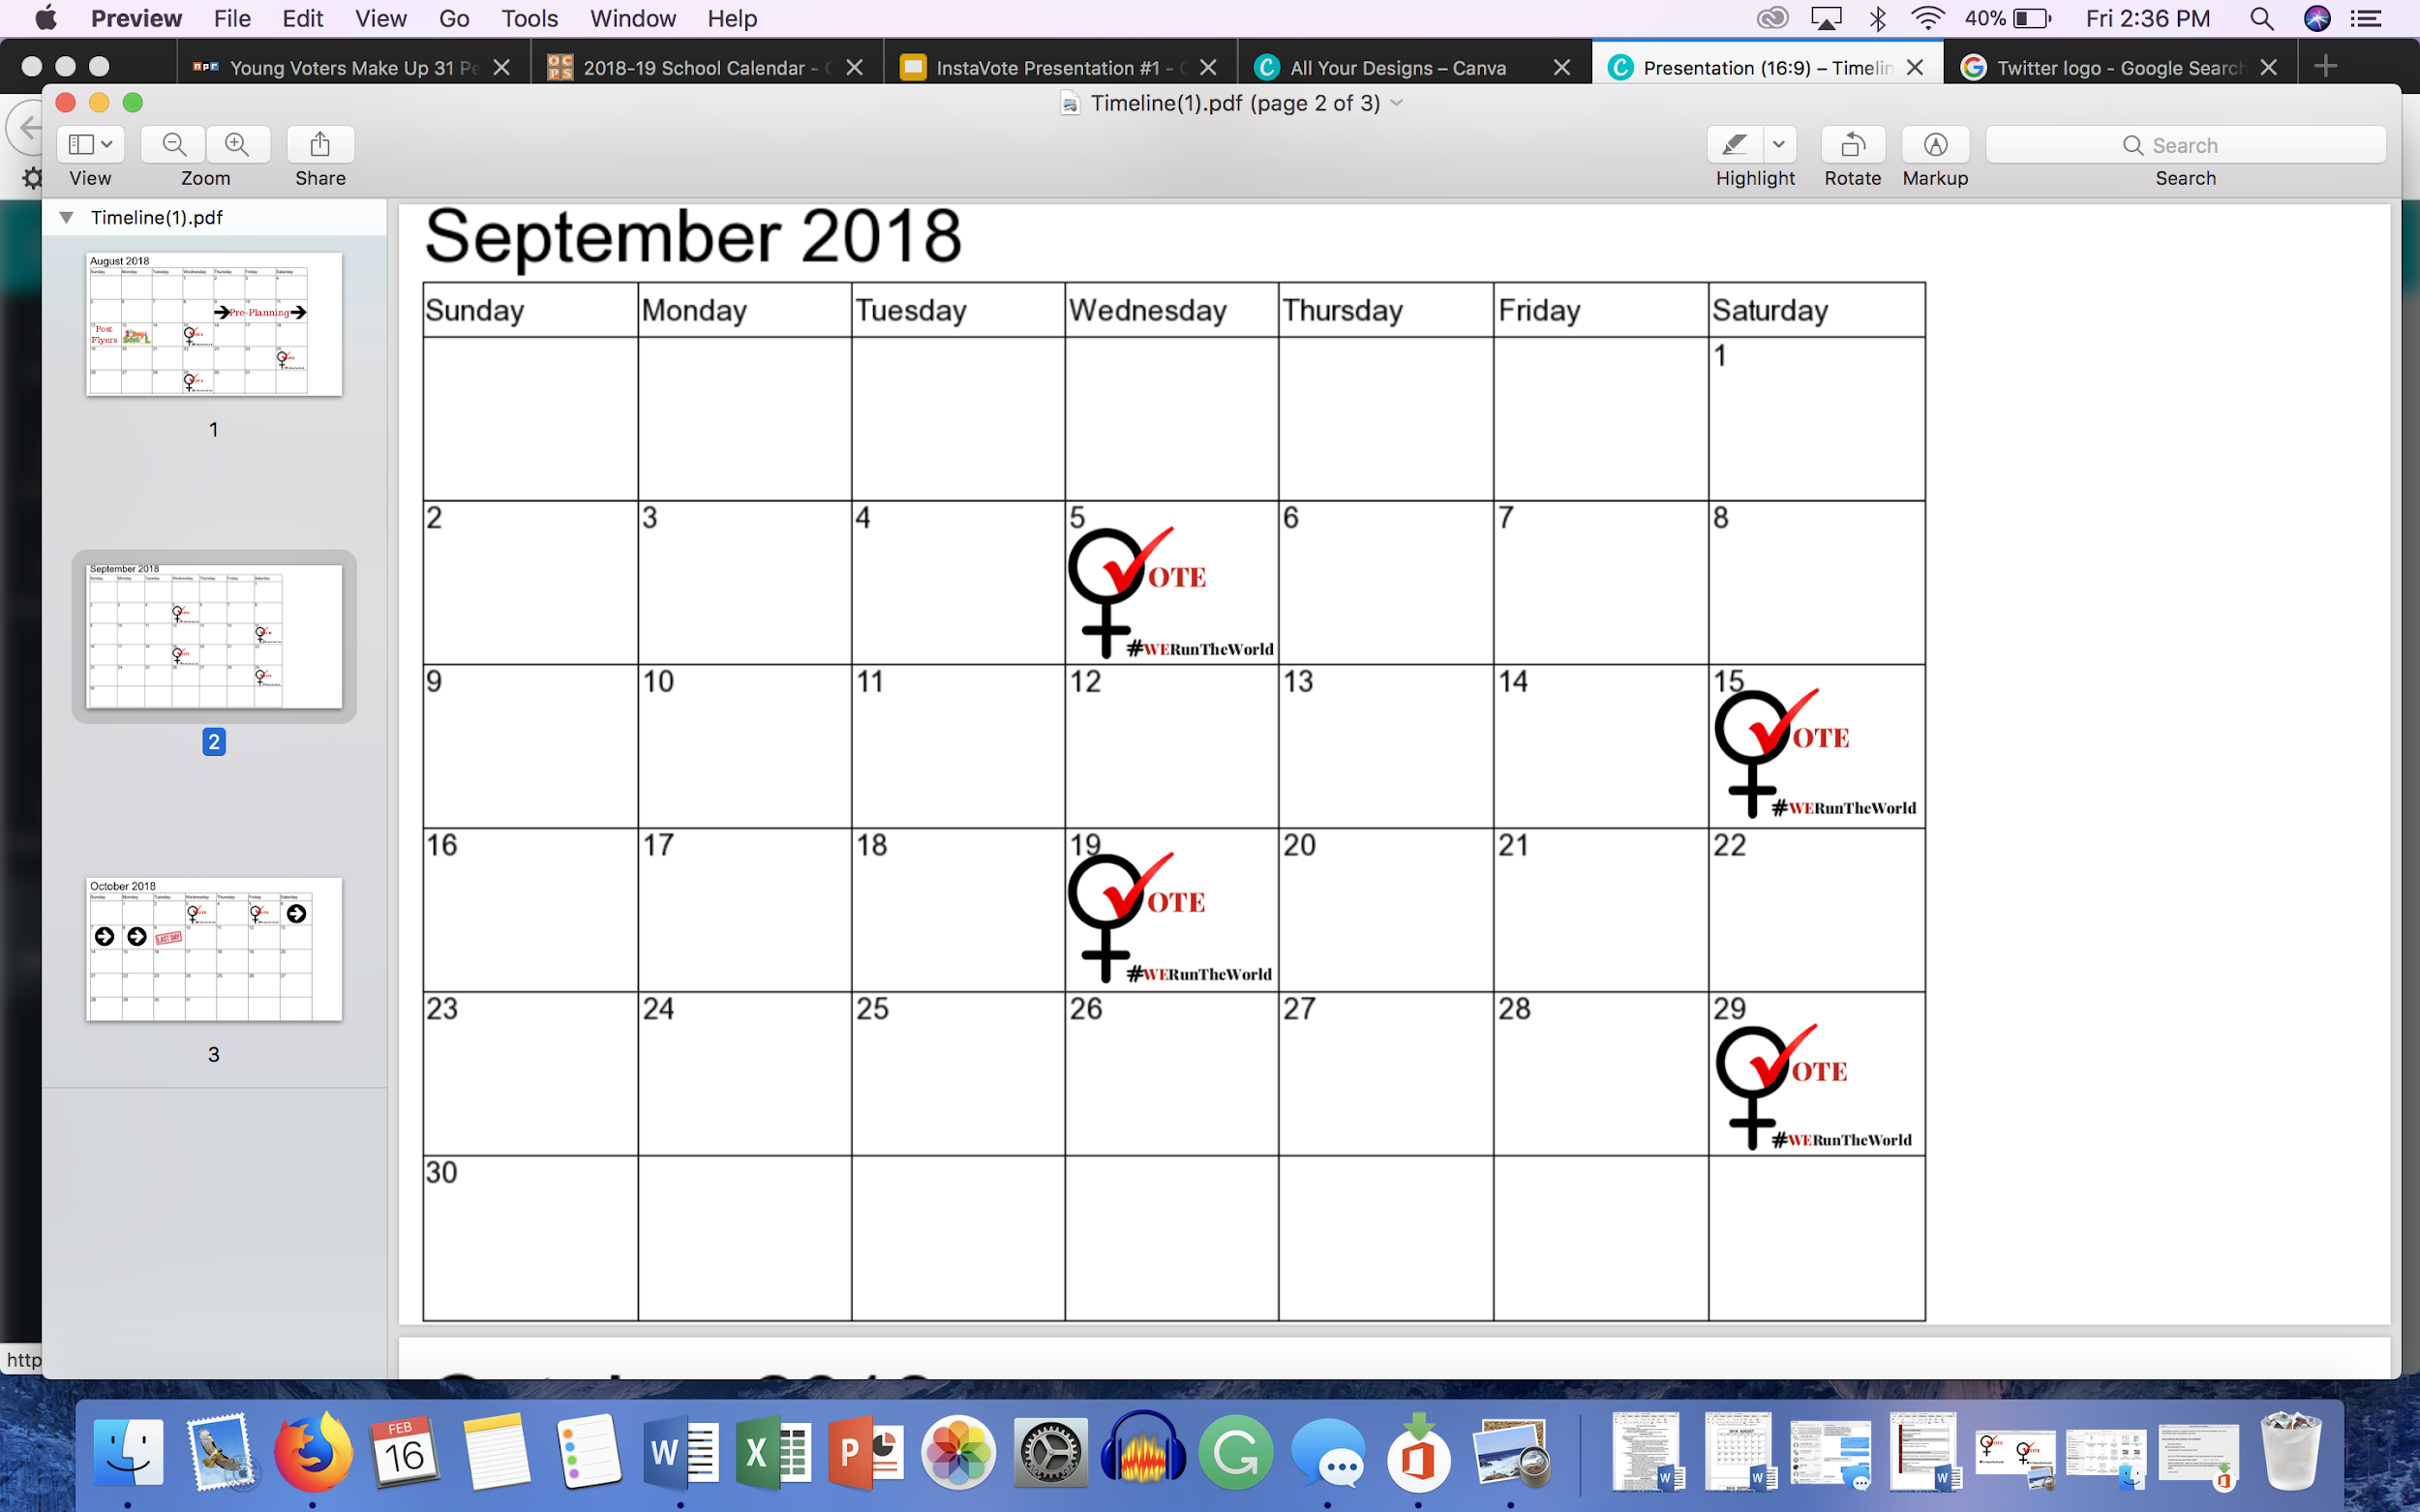 Preview File Edit View Go Tools Window Help 40% Fri 2:36 PM
npr Young Voters Make Up 31 Pe
OCPS 2018-19 School Calendar -
InstaVote Presentation #1 -
All Your Designs – Canva
Presentation (16:9) – Timelin
Twitter logo - Google Search
Timeline(1).pdf (page 2 of 3)
View Zoom Share Highlight Rotate Markup Search
Search
Timeline(1).pdf
August 2018
Pre-Planning
Post
Flyers
1
September 2018
2
October 2018
LAST DAY
3
September 2018
Sunday Monday Tuesday Wednesday Thursday Friday Saturday
1
2 3 4 5 6 7 8
OTE
#WERunTheWorld
9 10 11 12 13 14 15
OTE
#WERunTheWorld
16 17 18 19 20 21 22
OTE
#WERunTheWorld
23 24 25 26 27 28 29
OTE
#WERunTheWorld
30
http
FEB
16